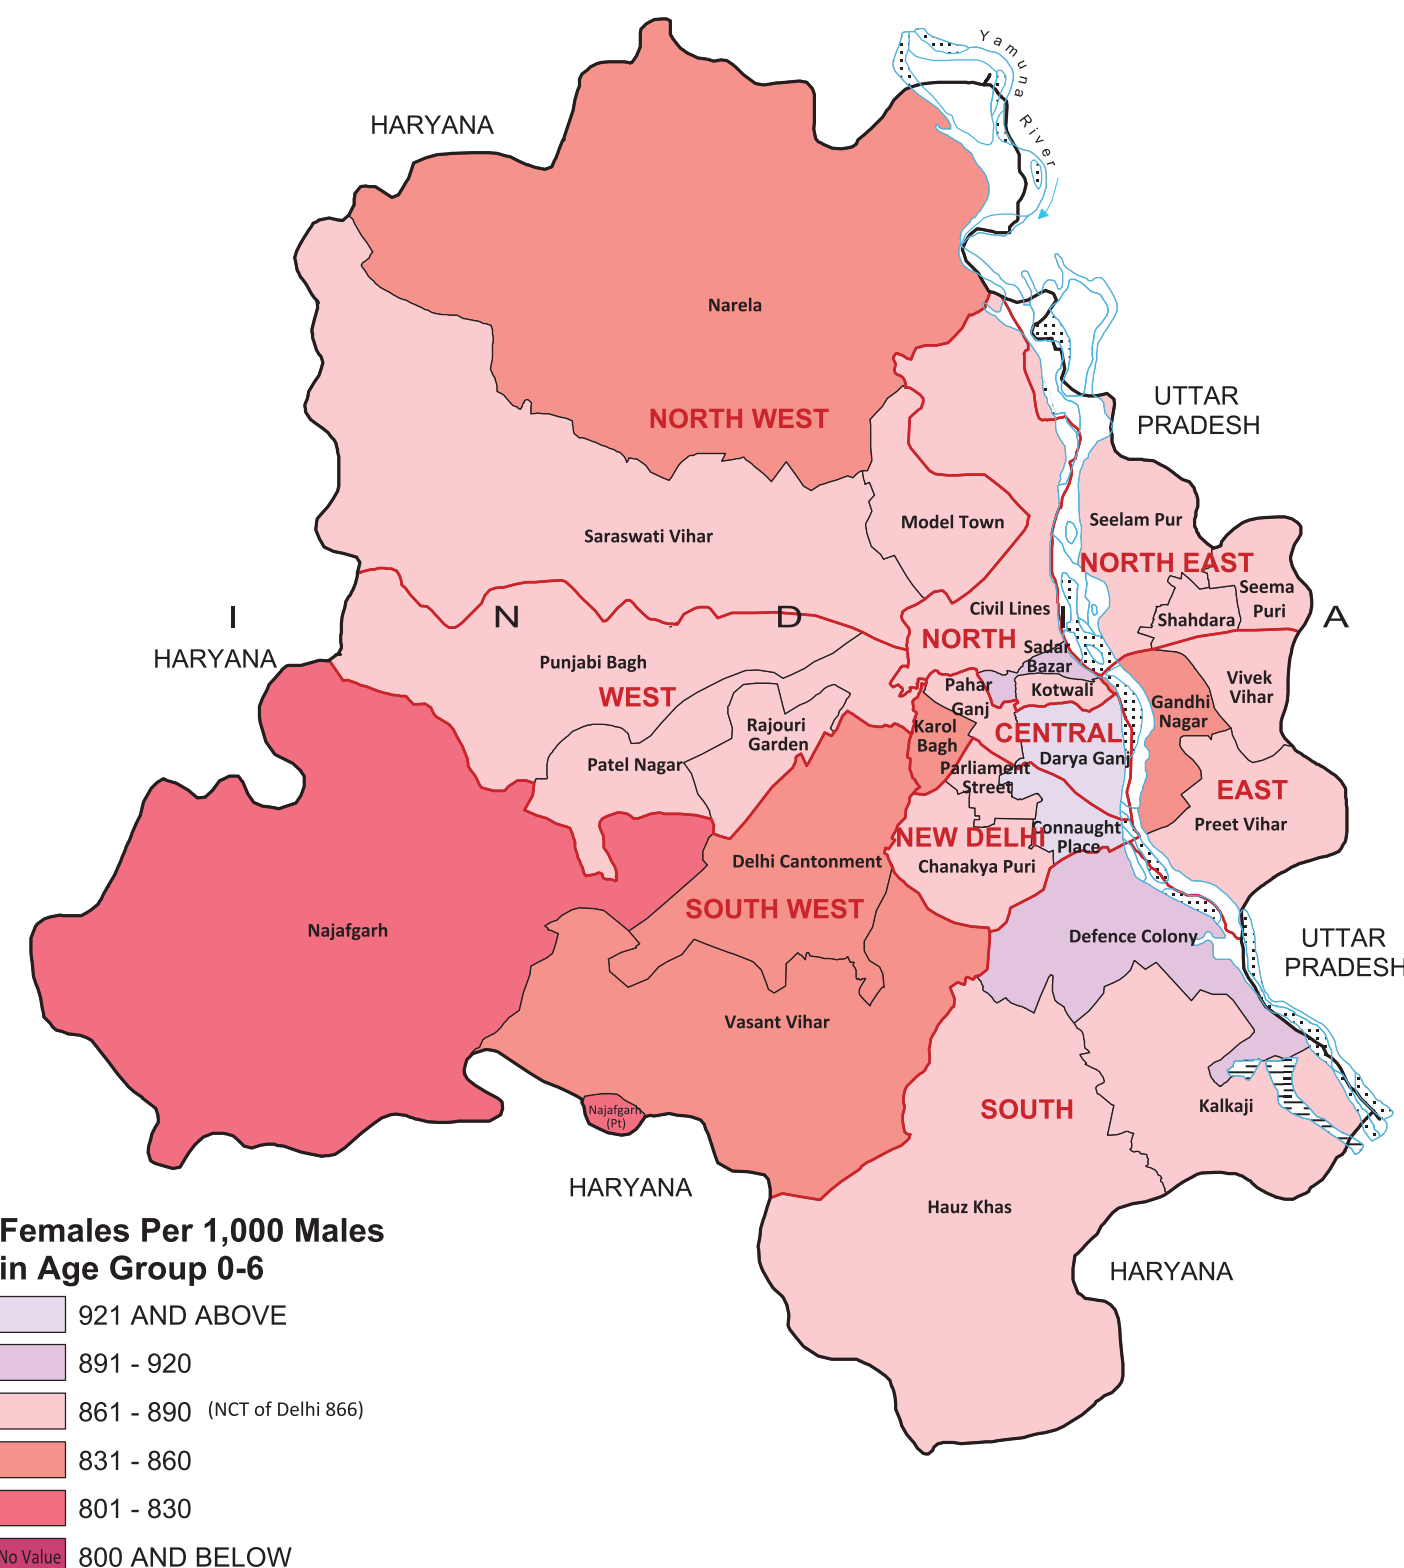 Yamuna River
HARYANA
Narela
UTTAR
PRADESH
NORTH WEST
Model Town
Seelam Pur
Saraswati Vihar
NORTH EAST
Seema
Puri
Shahdara
Civil Lines
I N D I A
NORTH
HARYANA
Sadar
Bazar
Punjabi Bagh
WEST
Pahar
Ganj
Kotwali
Vivek
Vihar
Gandhi
Nagar
Rajouri
Garden
Karol
Bagh
CENTRAL
Darya Ganj
Patel Nagar
Parliament
Street
EAST
Preet Vihar
NEW DELHI
Connaught
Place
Delhi Cantonment
Chanakya Puri
SOUTH WEST
Najafgarh
Defence Colony
UTTAR
PRADESH
Vasant Vihar
Najafgarh
(Pt)
SOUTH
Kalkaji
HARYANA
Hauz Khas
HARYANA
Females Per 1,000 Males
in Age Group 0-6
921 AND ABOVE
891 - 920
861 - 890 (NCT of Delhi 866)
831 - 860
801 - 830
No Value 800 AND BELOW